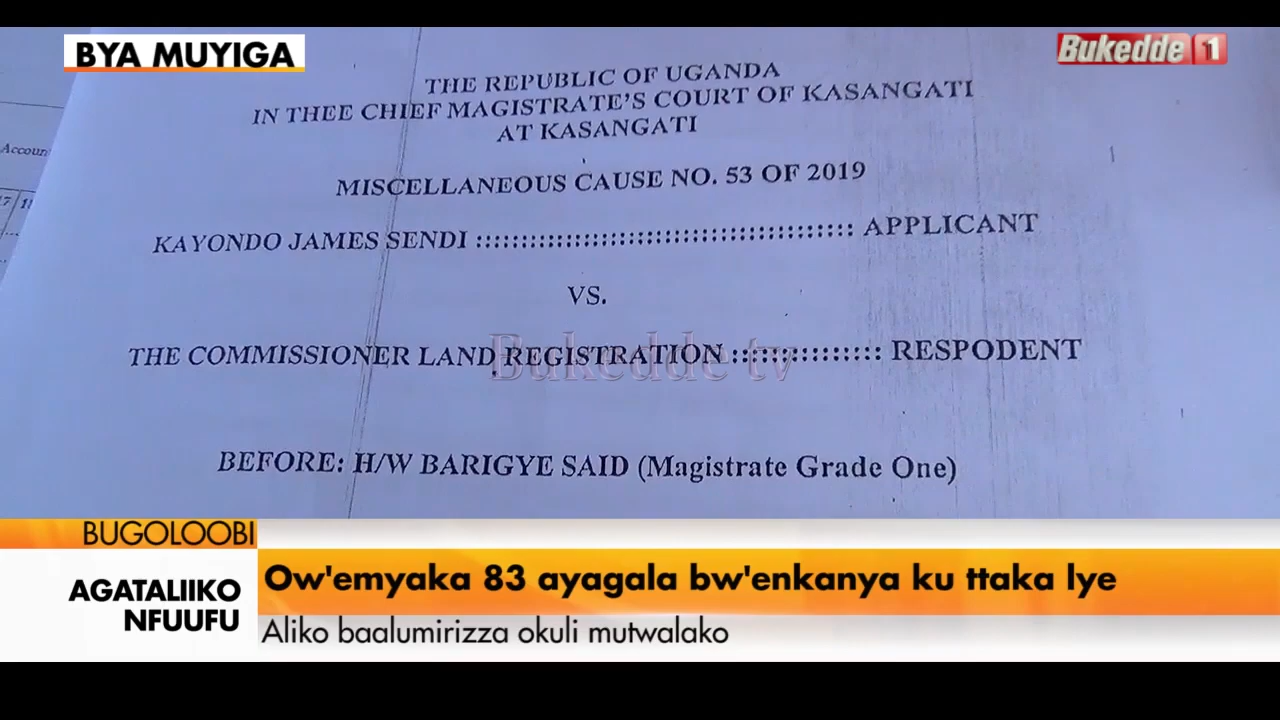 BYA MUYIGA
Bukedde 1
THE REPUBLIC OF UGANDA
IN THEE CHIEF MAGISTRATE'S COURT OF KASANGATI
AT KASANGATI
Accoun
MISCELLANEOUS CAUSE NO. 53 OF 2019
KAYONDO JAMES SENDI :::::::::::::::::::::::::::::::::::::::::: APPLICANT
VS.
THE COMMISSIONER LAND REGISTRATION ::::::::::::::: RESPODENT
Bukedde tv
BEFORE: H/W BARIGYE SAID (Magistrate Grade One)
BUGOLOOBI
AGATALIIKO
NFUUFU
Ow'emyaka 83 ayagala bw'enkanya ku ttaka lye
Aliko baalumirizza okuli mutwalako